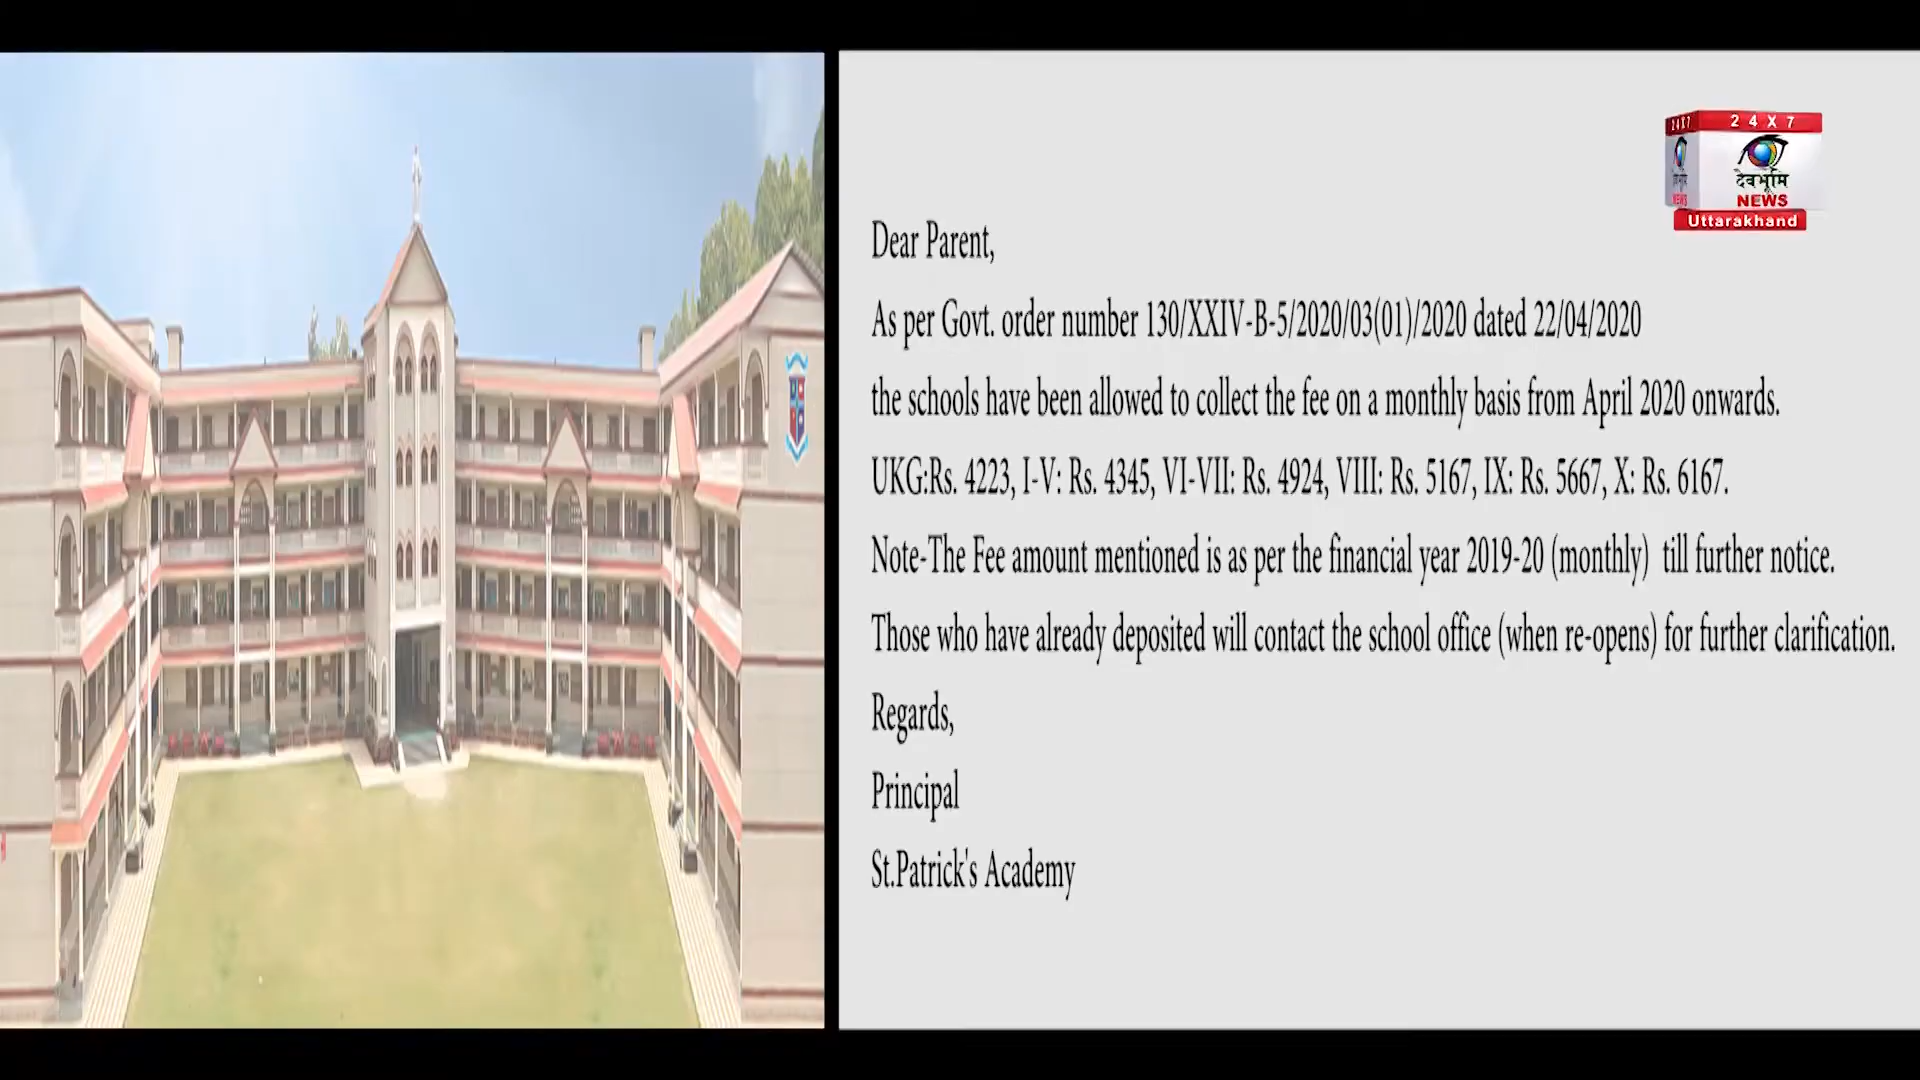 24X7
24X7
देवभूमि
NEWS
Uttarakhand
Dear Parent,
As per Govt. order number 130/XXIV-B-5/2020/03(01)/2020 dated 22/04/2020
the schools have been allowed to collect the fee on a monthly basis from April 2020 onwards.
UKG:Rs. 4223, I-V: Rs. 4345, VI-VII: Rs. 4924, VIII: Rs. 5167, IX: Rs. 5667, X: Rs. 6167.
Note-The Fee amount mentioned is as per the financial year 2019-20 (monthly)  till further notice.
Those who have already deposited will contact the school office (when re-opens) for further clarification.
Regards,
Principal
St.Patrick's Academy